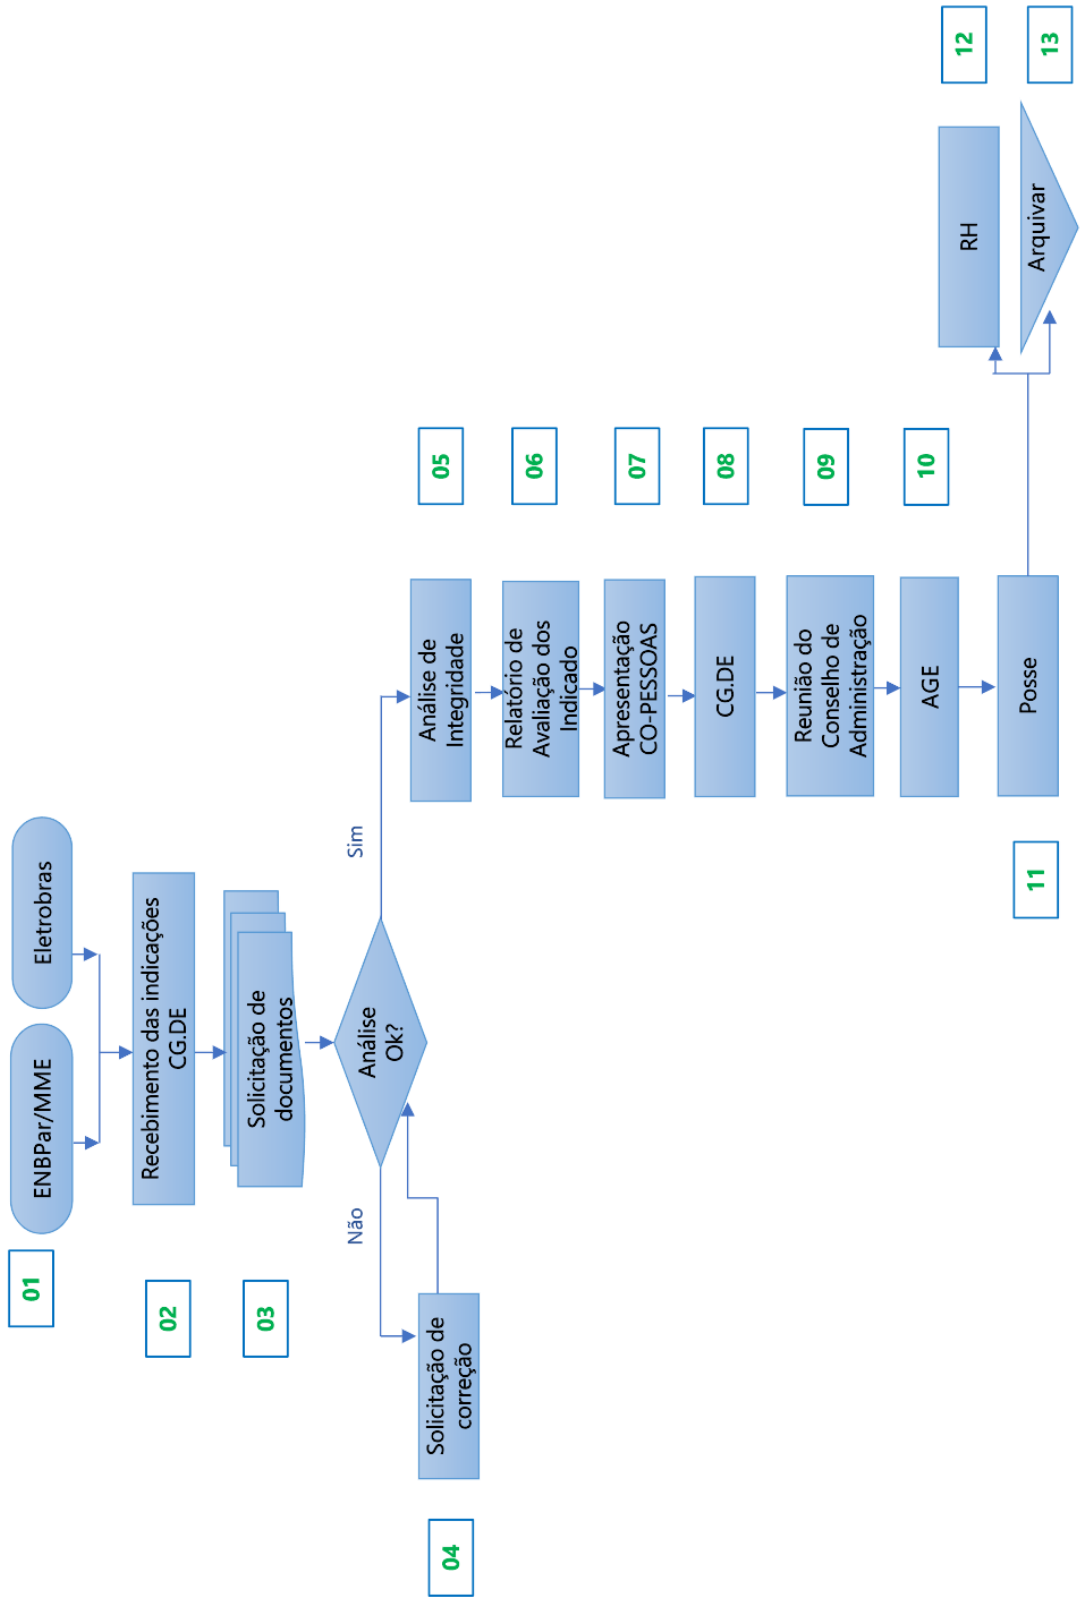 01
ENBPar/MME
Eletrobras
02
Recebimento das indicações
CG.DE
03
Solicitação de
documentos
Análise
Ok?
Não
Sim
04
Solicitação de
correção
Análise de
Integridade
05
Relatório de
Avaliação dos
Indicado
06
Apresentação
CO-PESSOAS
07
CG.DE
08
Reunião do
Conselho de
Administração
09
AGE
10
11
Posse
RH
12
Arquivar
13